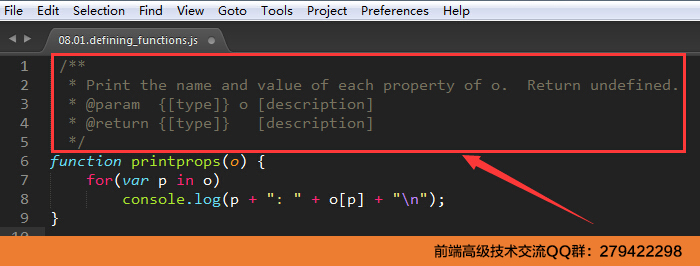 File Edit Selection Find View Goto Tools Project Preferences Help
08.01.defining_functions.js
1 /**
2 * Print the name and value of each property of o.  Return undefined.
3 * @param  {[type]} o [description]
4 * @return {[type]}   [description]
5 */
6 function printprops(o) {
7 for(var p in o)
8 console.log(p + ": " + o[p] + "\n");
9 }
10
前端高级技术交流QQ群：279422298